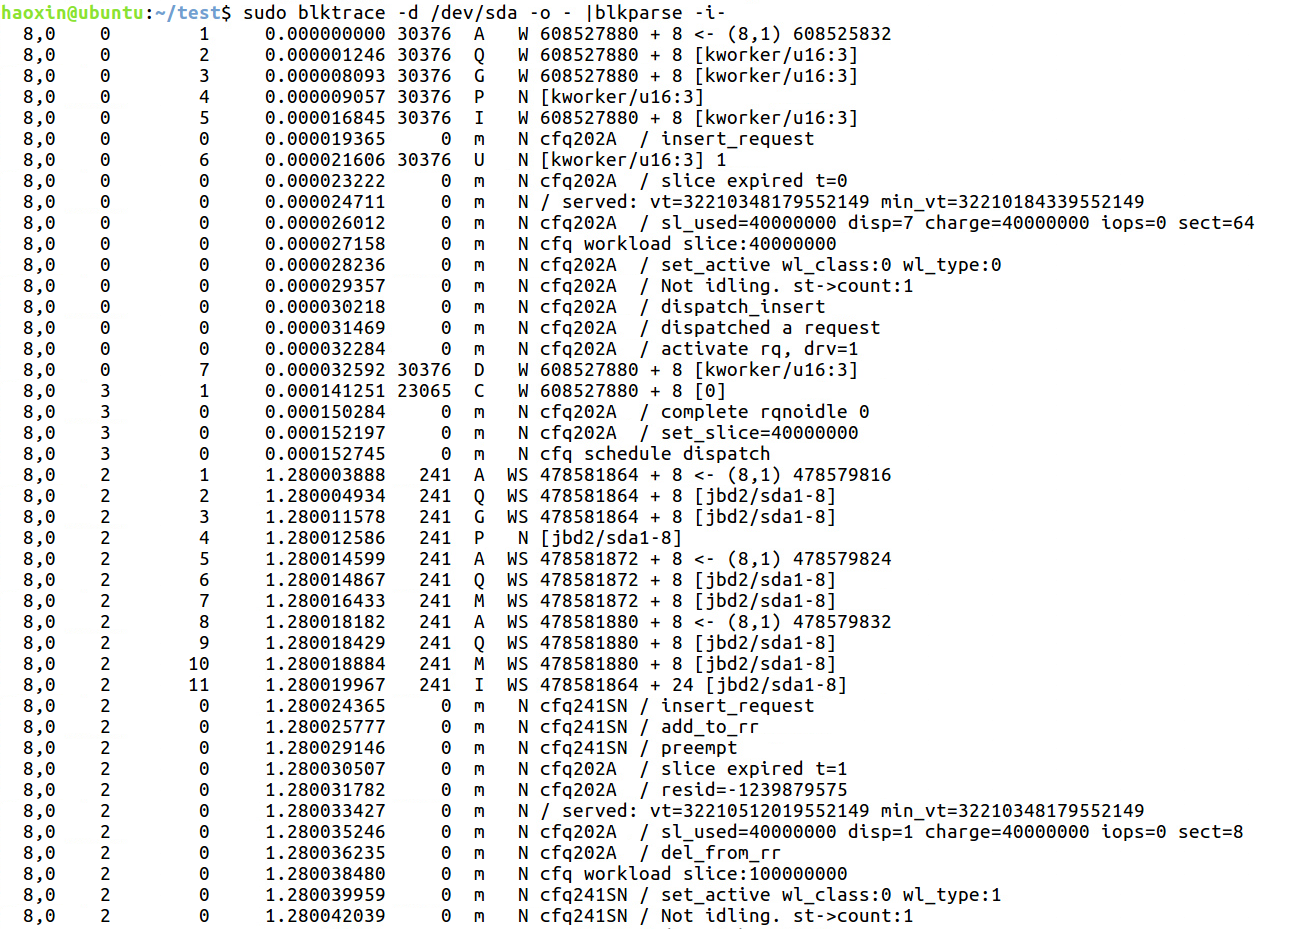 haoxin@ubuntu:~/test$ sudo blktrace -d /dev/sda -o - |blkparse -i-
8,0    0        1     0.000000000 30376  A   W 608527880 + 8 <- (8,1) 608525832
8,0    0        2     0.000001246 30376  Q   W 608527880 + 8 [kworker/u16:3]
8,0    0        3     0.000008093 30376  G   W 608527880 + 8 [kworker/u16:3]
8,0    0        4     0.000009057 30376  P   N [kworker/u16:3]
8,0    0        5     0.000016845 30376  I   W 608527880 + 8 [kworker/u16:3]
8,0    0        0     0.000019365     0  m   N cfq202A  / insert_request
8,0    0        6     0.000021606 30376  U   N [kworker/u16:3] 1
8,0    0        0     0.000023222     0  m   N cfq202A  / slice expired t=0
8,0    0        0     0.000024711     0  m   N / served: vt=32210348179552149 min_vt=32210184339552149
8,0    0        0     0.000026012     0  m   N cfq202A  / sl_used=40000000 disp=7 charge=40000000 iops=0 sect=64
8,0    0        0     0.000027158     0  m   N cfq workload slice:40000000
8,0    0        0     0.000028236     0  m   N cfq202A  / set_active wl_class:0 wl_type:0
8,0    0        0     0.000029357     0  m   N cfq202A  / Not idling. st->count:1
8,0    0        0     0.000030218     0  m   N cfq202A  / dispatch_insert
8,0    0        0     0.000031469     0  m   N cfq202A  / dispatched a request
8,0    0        0     0.000032284     0  m   N cfq202A  / activate rq, drv=1
8,0    0        7     0.000032592 30376  D   W 608527880 + 8 [kworker/u16:3]
8,0    3        1     0.000141251 23065  C   W 608527880 + 8 [0]
8,0    3        0     0.000150284     0  m   N cfq202A  / complete rqnoidle 0
8,0    3        0     0.000152197     0  m   N cfq202A  / set_slice=40000000
8,0    3        0     0.000152745     0  m   N cfq schedule dispatch
8,0    2        1     1.280003888   241  A  WS 478581864 + 8 <- (8,1) 478579816
8,0    2        2     1.280004934   241  Q  WS 478581864 + 8 [jbd2/sda1-8]
8,0    2        3     1.280011578   241  G  WS 478581864 + 8 [jbd2/sda1-8]
8,0    2        4     1.280012586   241  P   N [jbd2/sda1-8]
8,0    2        5     1.280014599   241  A  WS 478581872 + 8 <- (8,1) 478579824
8,0    2        6     1.280014867   241  Q  WS 478581872 + 8 [jbd2/sda1-8]
8,0    2        7     1.280016433   241  M  WS 478581872 + 8 [jbd2/sda1-8]
8,0    2        8     1.280018182   241  A  WS 478581880 + 8 <- (8,1) 478579832
8,0    2        9     1.280018429   241  Q  WS 478581880 + 8 [jbd2/sda1-8]
8,0    2       10     1.280018884   241  M  WS 478581880 + 8 [jbd2/sda1-8]
8,0    2       11     1.280019967   241  I  WS 478581864 + 24 [jbd2/sda1-8]
8,0    2        0     1.280024365     0  m   N cfq241SN / insert_request
8,0    2        0     1.280025777     0  m   N cfq241SN / add_to_rr
8,0    2        0     1.280029146     0  m   N cfq241SN / preempt
8,0    2        0     1.280030507     0  m   N cfq202A  / slice expired t=1
8,0    2        0     1.280031782     0  m   N cfq202A  / resid=-1239879575
8,0    2        0     1.280033427     0  m   N / served: vt=32210512019552149 min_vt=32210348179552149
8,0    2        0     1.280035246     0  m   N cfq202A  / sl_used=40000000 disp=1 charge=40000000 iops=0 sect=8
8,0    2        0     1.280036235     0  m   N cfq202A  / del_from_rr
8,0    2        0     1.280038480     0  m   N cfq workload slice:100000000
8,0    2        0     1.280039959     0  m   N cfq241SN / set_active wl_class:0 wl_type:1
8,0    2        0     1.280042039     0  m   N cfq241SN / Not idling. st->count:1